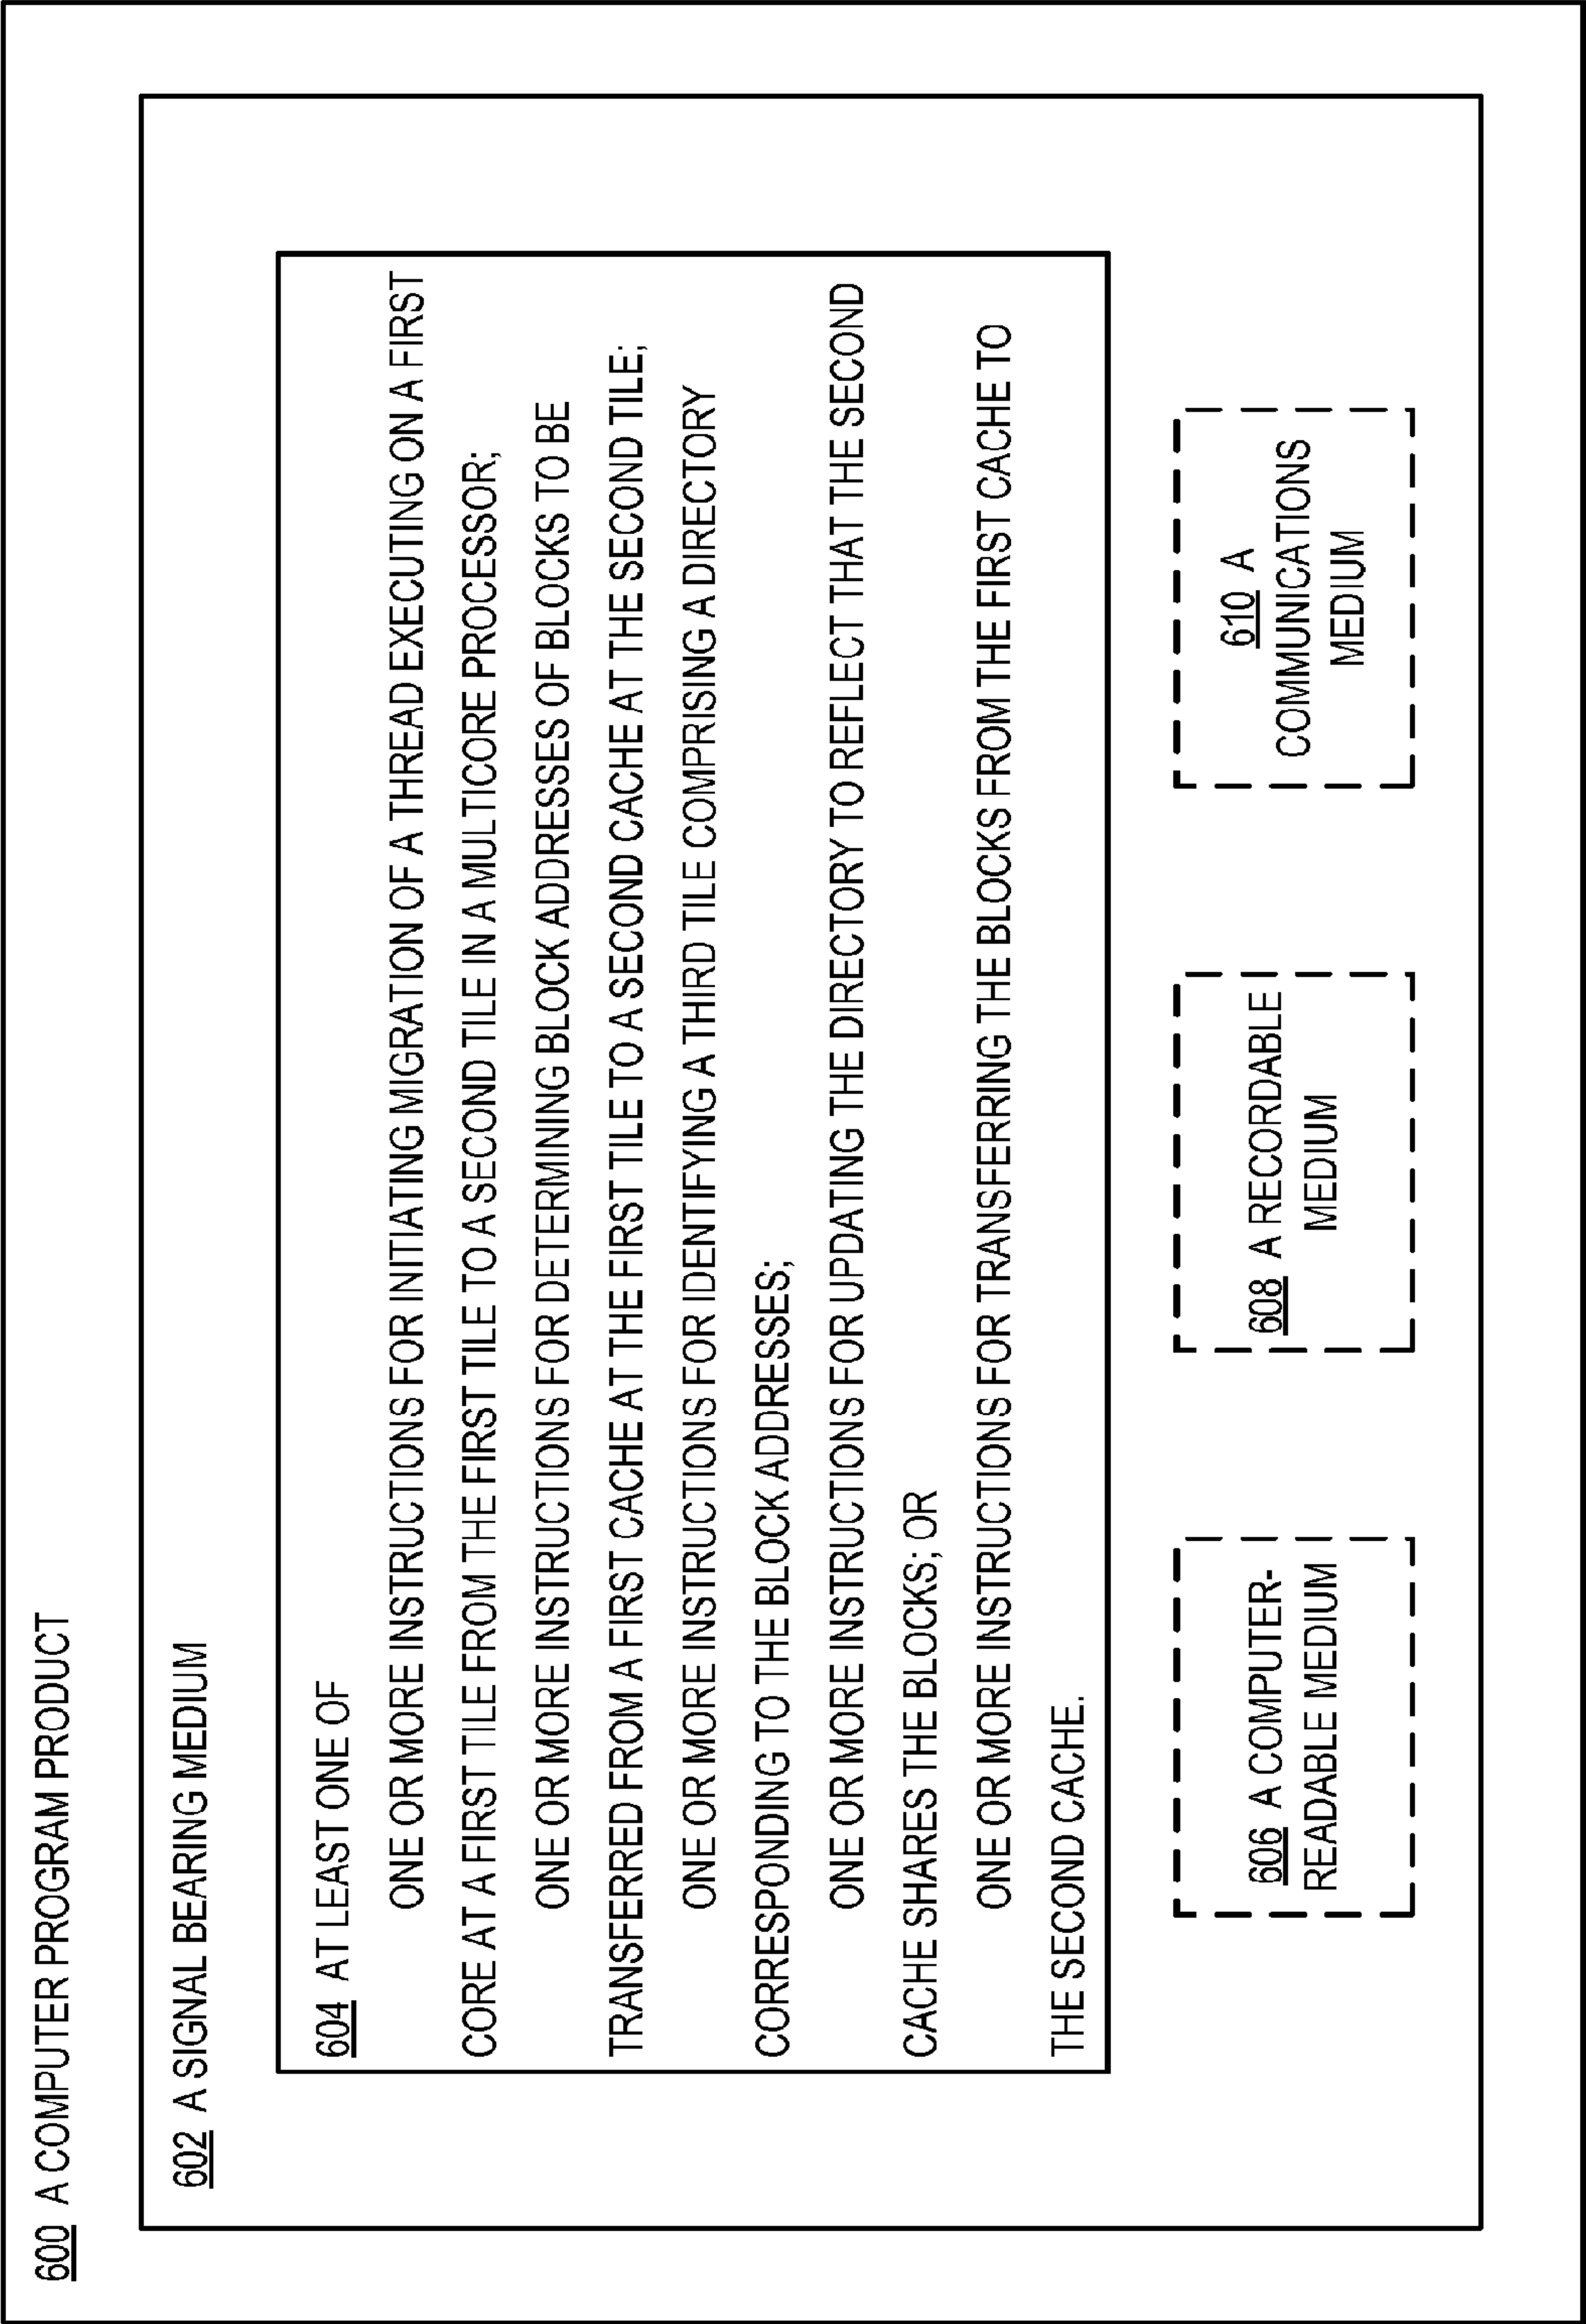 600 A COMPUTER PROGRAM PRODUCT
602 A SIGNAL BEARING MEDIUM
604 AT LEAST ONE OF
ONE OR MORE INSTRUCTIONS FOR INITIATING MIGRATION OF A THREAD EXECUTING ON A FIRST
CORE AT A FIRST TILE FROM THE FIRST TILE TO A SECOND TILE IN A MULTICORE PROCESSOR;
ONE OR MORE INSTRUCTIONS FOR DETERMINING BLOCK ADDRESSES OF BLOCKS TO BE
TRANSFERRED FROM A FIRST CACHE AT THE FIRST TILE TO A SECOND CACHE AT THE SECOND TILE;
ONE OR MORE INSTRUCTIONS FOR IDENTIFYING A THIRD TILE COMPRISING A DIRECTORY
CORRESPONDING TO THE BLOCK ADDRESSES;
ONE OR MORE INSTRUCTIONS FOR UPDATING THE DIRECTORY TO REFLECT THAT THE SECOND
CACHE SHARES THE BLOCKS; OR
ONE OR MORE INSTRUCTIONS FOR TRANSFERRING THE BLOCKS FROM THE FIRST CACHE TO
THE SECOND CACHE.
606 A COMPUTER-
READABLE MEDIUM
608 A RECORDABLE
MEDIUM
610 A
COMMUNICATIONS
MEDIUM